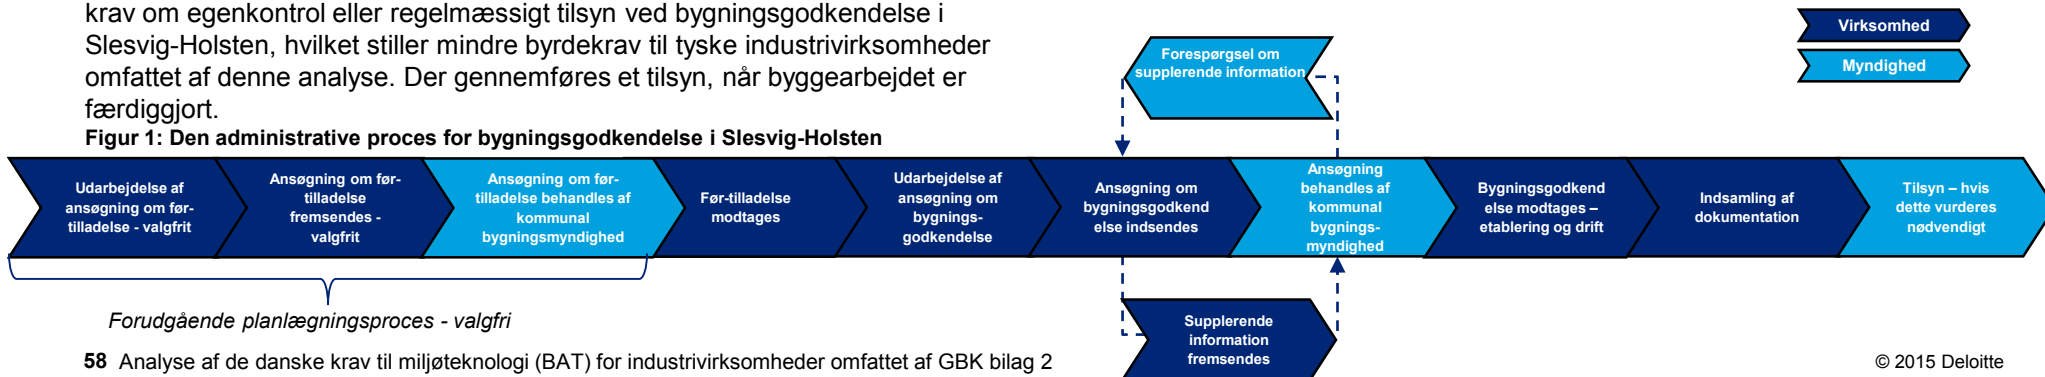 krav om egenkontrol eller regelmæssigt tilsyn ved bygningsgodkendelse i
Slesvig-Holsten, hvilket stiller mindre byrdekrav til tyske industrivirksomheder
omfattet af denne analyse. Der gennemføres et tilsyn, når byggearbejdet er
færdiggjort.
Figur 1: Den administrative proces for bygningsgodkendelse i Slesvig-Holsten
Virksomhed
Myndighed
Forespørgsel om
supplerende information
Udarbejdelse af
ansøgning om før-
tilladelse - valgfrit
Ansøgning om før-
tilladelse
fremsendes -
valgfrit
Ansøgning om før-
tilladelse behandles af
kommunal
bygningsmyndighed
Før-tilladelse
modtages
Udarbejdelse af
ansøgning om
bygnings-
godkendelse
Ansøgning om
bygningsgodkend
else indsendes
Ansøgning
behandles af
kommunal
bygnings-
myndighed
Bygningsgodkend
else modtages –
etablering og drift
Indsamling af
dokumentation
Tilsyn – hvis
dette vurderes
nødvendigt
Forudgående planlægningsproces - valgfri
Supplerende
information
fremsendes
58 Analyse af de danske krav til miljøteknologi (BAT) for industrivirksomheder omfattet af GBK bilag 2
© 2015 Deloitte